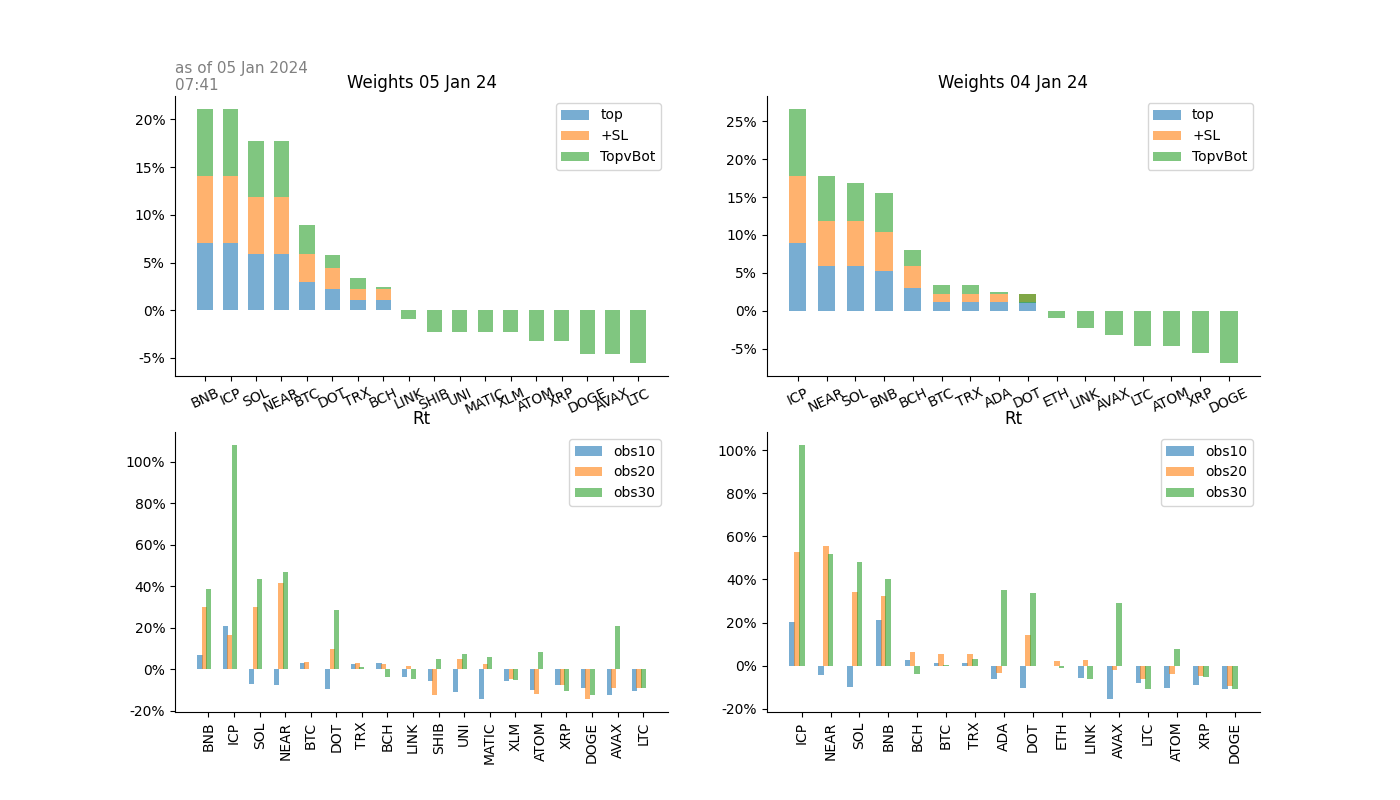 as of 05 Jan 2024
07:41
Weights 05 Jan 24
20%
15%
10%
5%
0%
-5%
top
+SL
TopvBot
BNB ICP SOL NEAR BTC DOT TRX BCH LINK SHIB UNI MATIC XLM ATOM XRP DOGE AVAX LTC
Weights 04 Jan 24
25%
20%
15%
10%
5%
0%
-5%
top
+SL
TopvBot
ICP NEAR SOL BNB BCH BTC TRX ADA DOT ETH LINK AVAX LTC ATOM XRP DOGE
Rt
100%
80%
60%
40%
20%
0%
-20%
obs10
obs20
obs30
BNB ICP SOL NEAR BTC DOT TRX BCH LINK SHIB UNI MATIC XLM ATOM XRP DOGE AVAX LTC
Rt
100%
80%
60%
40%
20%
0%
-20%
obs10
obs20
obs30
ICP NEAR SOL BNB BCH BTC TRX ADA DOT ETH LINK AVAX LTC ATOM XRP DOGE